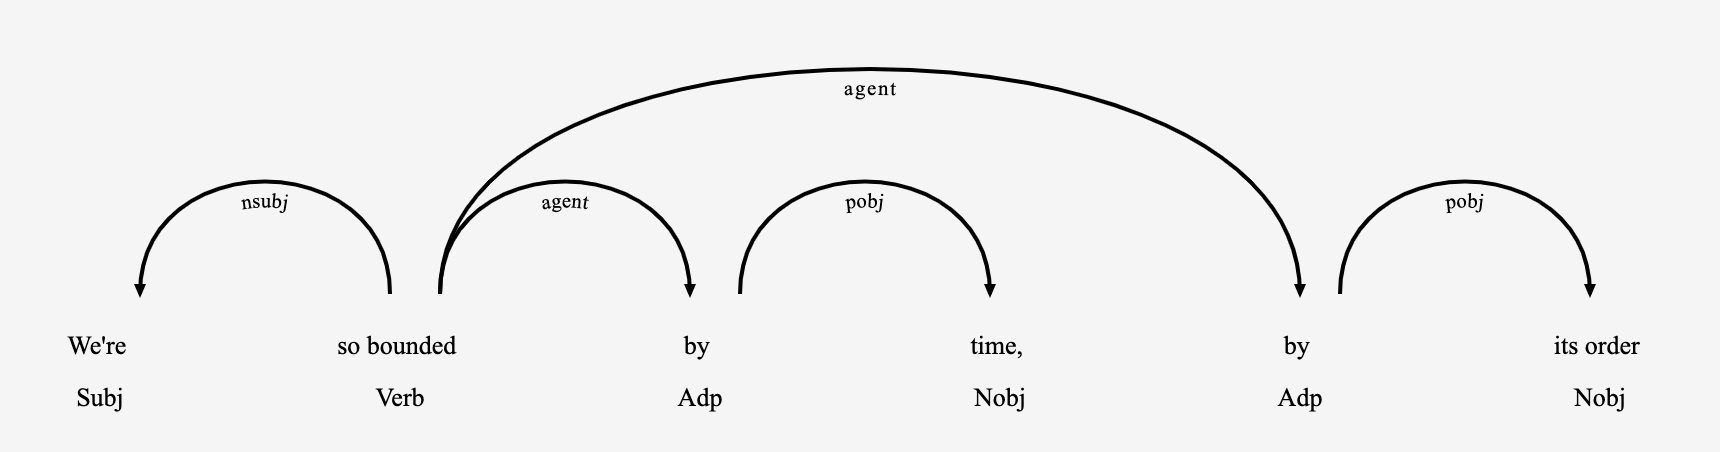 agent
nsubj agent pobj pobj
We're so bounded by time, by its order
Subj Verb Adp Nobj Adp Nobj